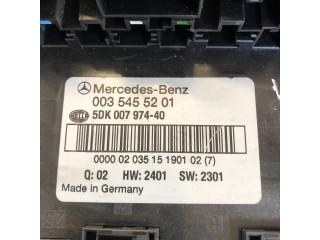 Mercedes-Benz
003 545 52 01
HELLA 5DK 007 974-40
0000 02 035 15 1901 02 (7)
Q: 02 HW: 2401 SW: 2301
Made in Germany